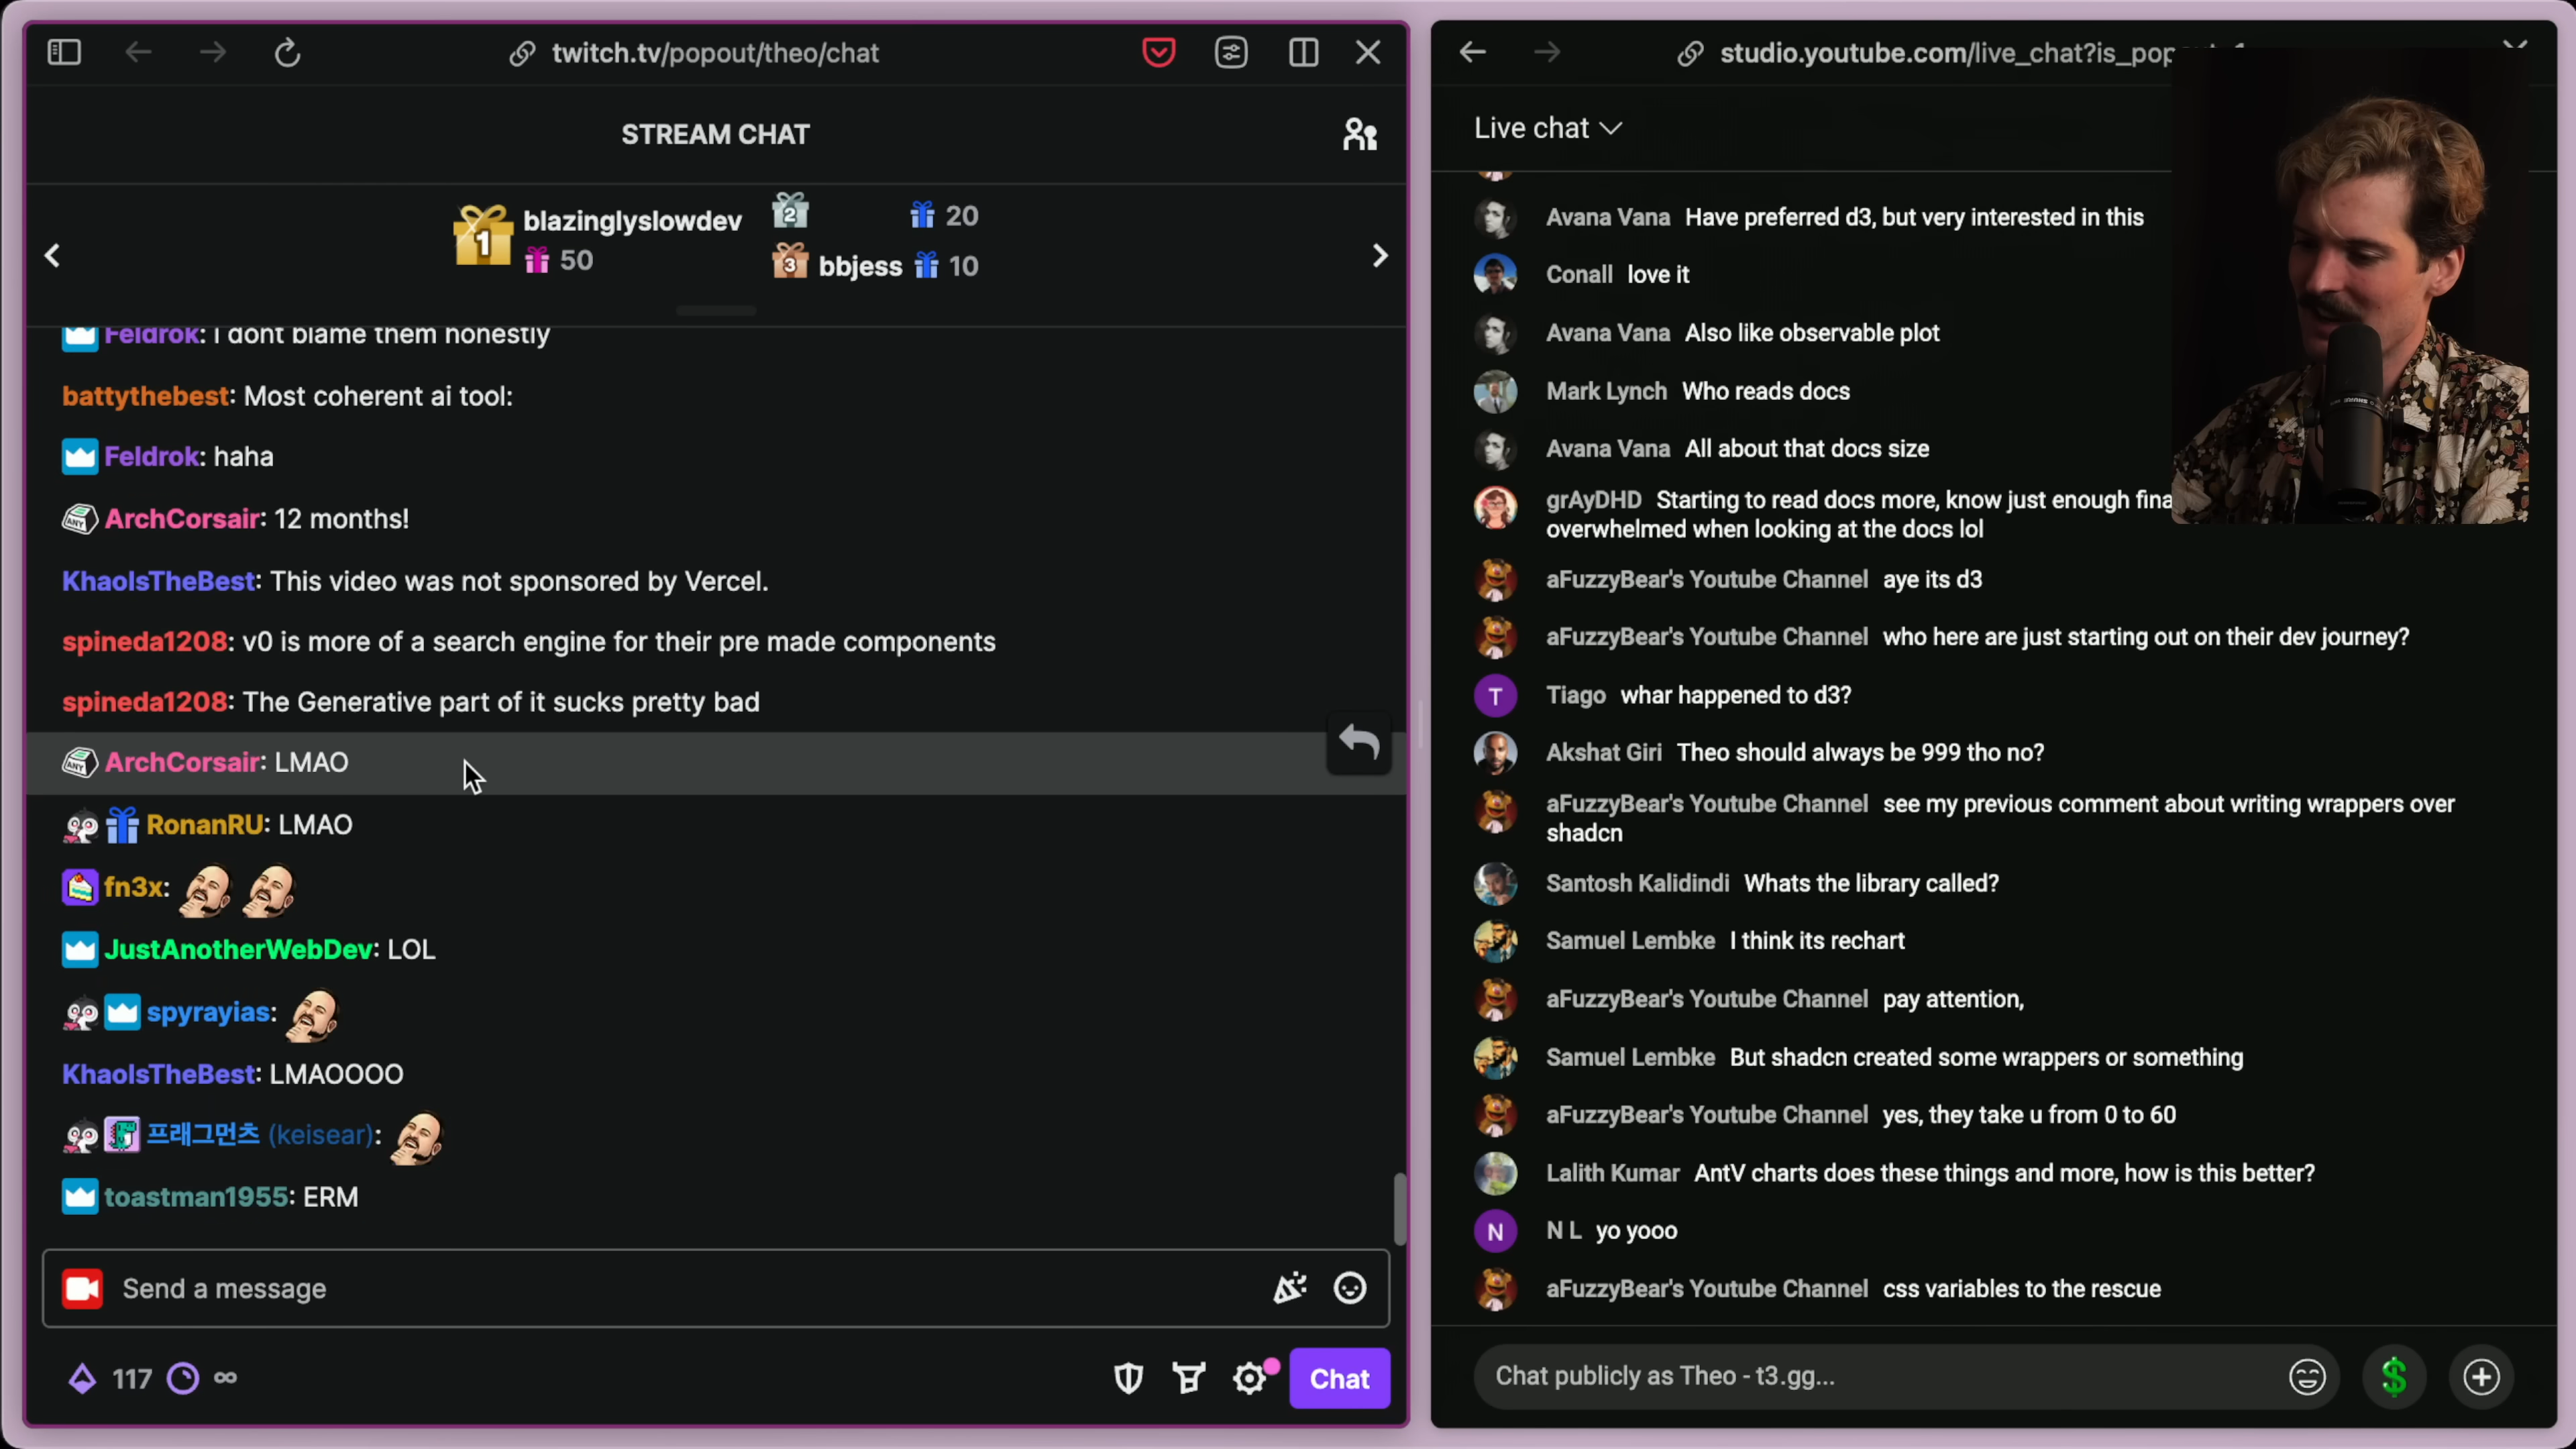 twitch.tv/popout/theo/chat
STREAM CHAT
1 blazinglyslowdev
50
2 20
3 bbjess 10
Feldrok: i dont blame them honestly
battythebest: Most coherent ai tool:
Feldrok: haha
ANY ArchCorsair: 12 months!
KhaoIsTheBest: This video was not sponsored by Vercel.
spineda1208: v0 is more of a search engine for their pre made components
spineda1208: The Generative part of it sucks pretty bad
ANY ArchCorsair: LMAO
RonanRU: LMAO
fn3x:
JustAnotherWebDev: LOL
spyrayias:
KhaoIsTheBest: LMAOOOO
프래그먼츠 (keisear):
toastman1955: ERM
Send a message
117 ∞
Chat
studio.youtube.com/live_chat?is_pop
Live chat
Avana Vana Have preferred d3, but very interested in this
Conall love it
Avana Vana Also like observable plot
Mark Lynch Who reads docs
Avana Vana All about that docs size
grAyDHD Starting to read docs more, know just enough fina
overwhelmed when looking at the docs lol
aFuzzyBear's Youtube Channel aye its d3
aFuzzyBear's Youtube Channel who here are just starting out on their dev journey?
T Tiago whar happened to d3?
Akshat Giri Theo should always be 999 tho no?
aFuzzyBear's Youtube Channel see my previous comment about writing wrappers over
shadcn
Santosh Kalidindi Whats the library called?
Samuel Lembke I think its rechart
aFuzzyBear's Youtube Channel pay attention,
Samuel Lembke But shadcn created some wrappers or something
aFuzzyBear's Youtube Channel yes, they take u from 0 to 60
Lalith Kumar AntV charts does these things and more, how is this better?
N N L yo yooo
aFuzzyBear's Youtube Channel css variables to the rescue
Chat publicly as Theo - t3.gg...
$